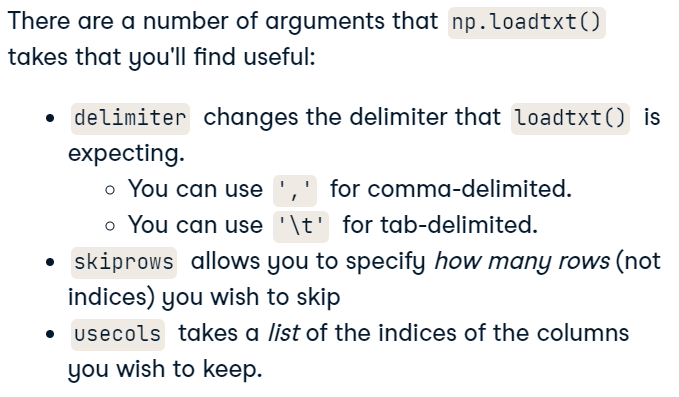 There are a number of arguments that np.loadtxt()
takes that you'll find useful:
• delimiter changes the delimiter that loadtxt() is
expecting.
◦ You can use ',' for comma-delimited.
◦ You can use '\t' for tab-delimited.
• skiprows allows you to specify how many rows (not
indices) you wish to skip
• usecols takes a list of the indices of the columns
you wish to keep.